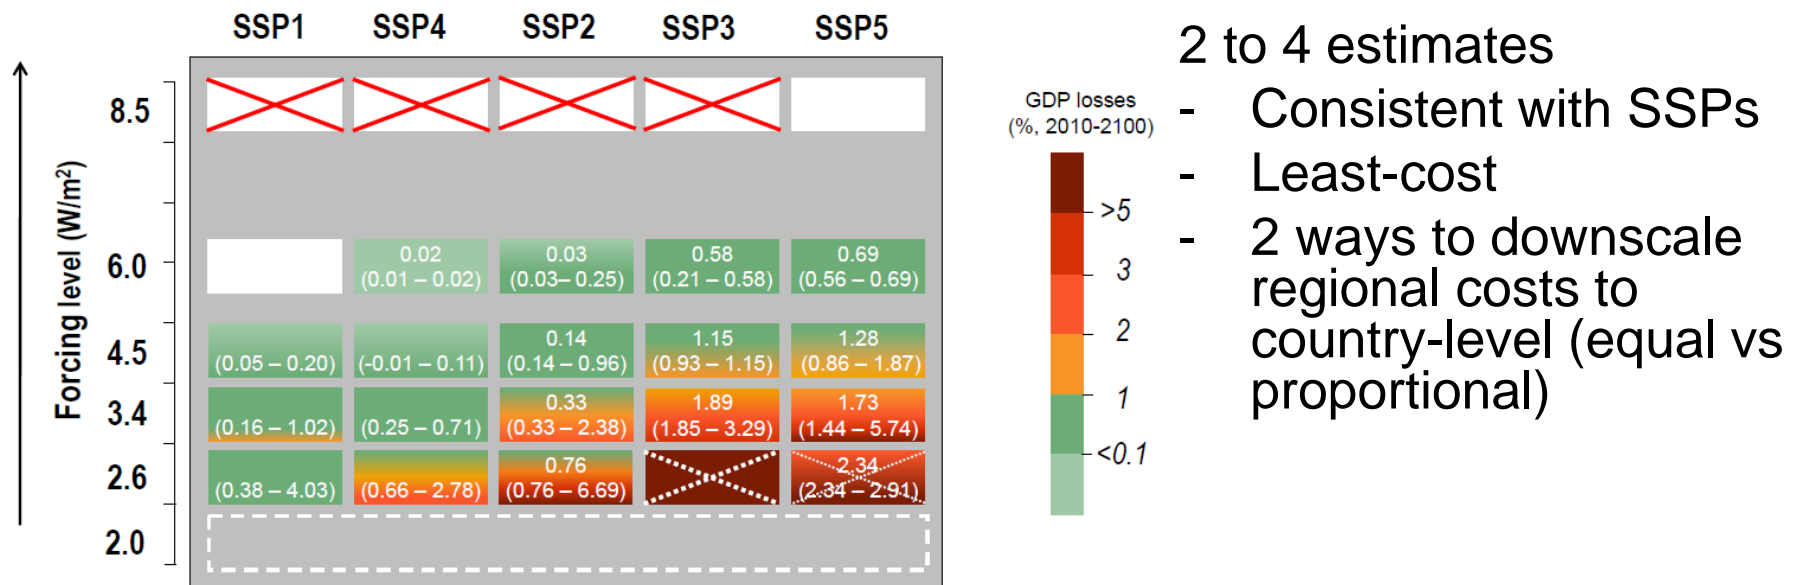 SSP1 SSP4 SSP2 SSP3 SSP5
Forcing level (W/m²)
8.5
6.0
0.02
(0.01 – 0.02)
0.03
(0.03– 0.25)
0.58
(0.21 – 0.58)
0.69
(0.56 – 0.69)
4.5
(0.05 – 0.20)
(-0.01 – 0.11)
0.14
(0.14 – 0.96)
1.15
(0.93 – 1.15)
1.28
(0.86 – 1.87)
3.4
(0.16 – 1.02)
(0.25 – 0.71)
0.33
(0.33 – 2.38)
1.89
(1.85 – 3.29)
1.73
(1.44 – 5.74)
2.6
(0.38 – 4.03)
(0.66 – 2.78)
0.76
(0.76 – 6.69)
2.34
(2.34 – 2.91)
2.0
GDP losses
(%, 2010-2100)
>5
3
2
1
<0.1
2 to 4 estimates
- Consistent with SSPs
- Least-cost
- 2 ways to downscale
regional costs to
country-level (equal vs
proportional)